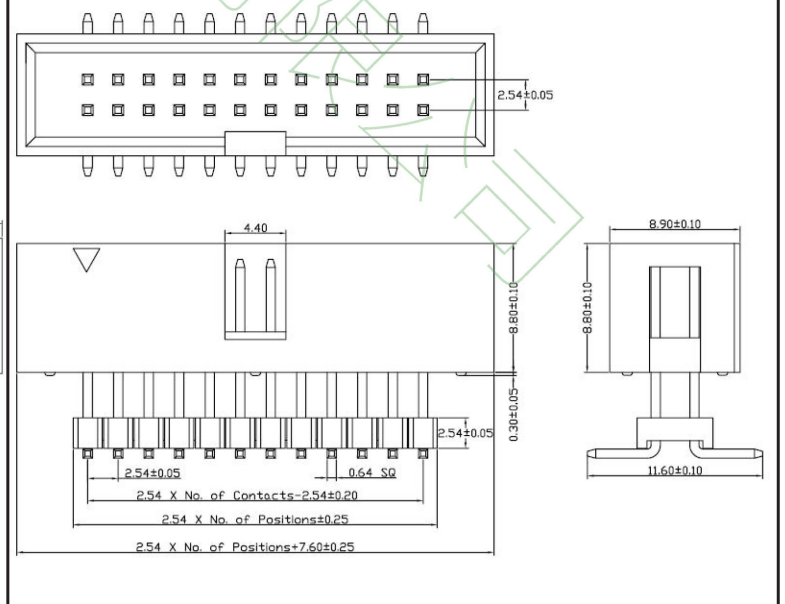 2.54±0.05
4.40
8.90±0.10
8.80±0.10
8.80±0.10
0.30±0.05
2.54±0.05
2.54±0.05
0.64 SQ
11.60±0.10
2.54 X No. of Contacts-2.54±0.20
2.54 X No. of Positions±0.25
2.54 X No. of Positions+7.60±0.25